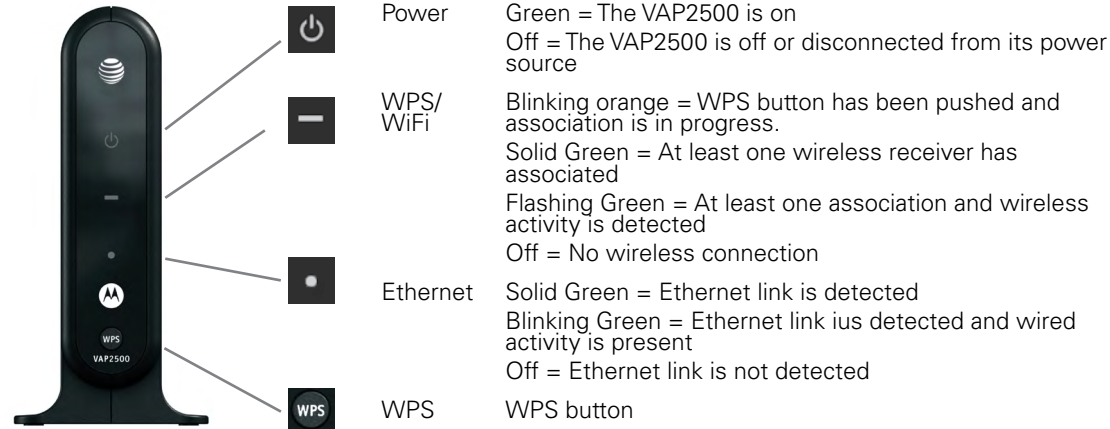 Power Green = The VAP2500 is on
Off = The VAP2500 is off or disconnected from its power
source
WPS/
WiFi
Blinking orange = WPS button has been pushed and
association is in progress.
Solid Green = At least one wireless receiver has
associated
Flashing Green = At least one association and wireless
activity is detected
Off = No wireless connection
Ethernet Solid Green = Ethernet link is detected
Blinking Green = Ethernet link ius detected and wired
activity is present
Off = Ethernet link is not detected
WPS WPS WPS button
WPS
VAP2500